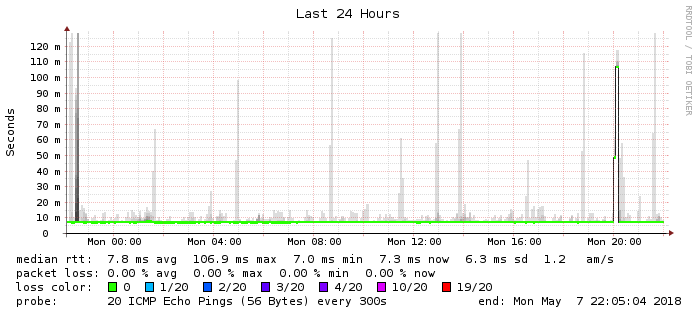 Last 24 Hours
RRDTOOL / TOBI OETIKER
Seconds
120 m
110 m
100 m
90 m
80 m
70 m
60 m
50 m
40 m
30 m
20 m
10 m
0
Mon 00:00 Mon 04:00 Mon 08:00 Mon 12:00 Mon 16:00 Mon 20:00
median rtt: 7.8 ms avg 106.9 ms max 7.0 ms min 7.3 ms now 6.3 ms sd 1.2 am/s
packet loss: 0.00 % avg 0.00 % max 0.00 % min 0.00 % now
loss color: 0 1/20 2/20 3/20 4/20 10/20 19/20
probe: 20 ICMP Echo Pings (56 Bytes) every 300s end: Mon May 7 22:05:04 2018